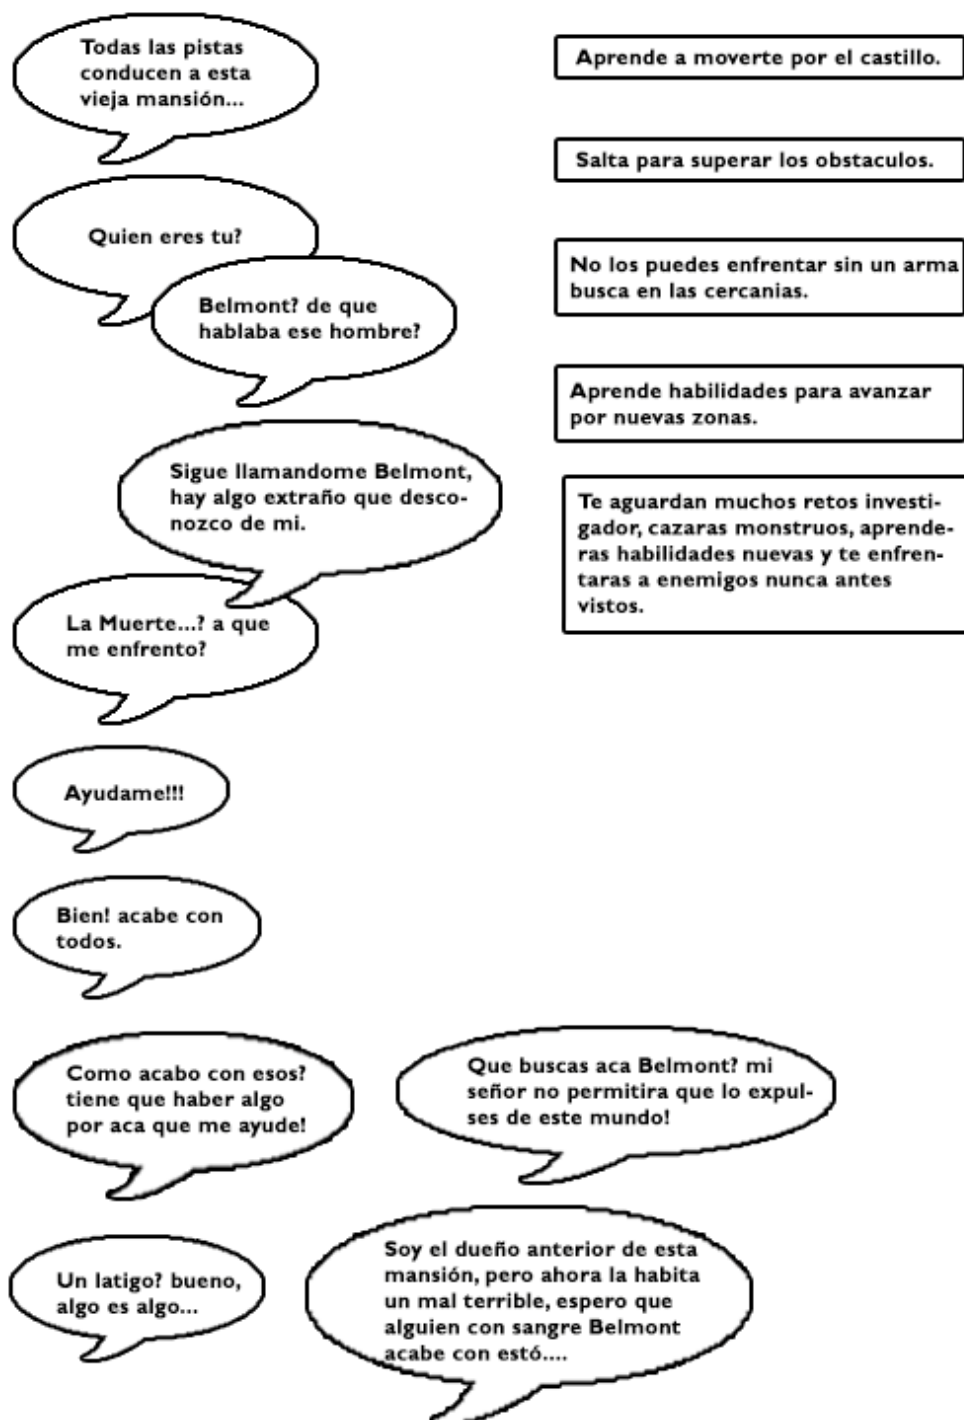 Todas las pistas
conducen a esta
vieja mansión...
Quien eres tu?
Belmont? de que
hablaba ese hombre?
Sigue llamandome Belmont,
hay algo extraño que desco-
nozco de mi.
La Muerte...? a que
me enfrento?
Ayudame!!!
Bien! acabe con
todos.
Como acabo con esos?
tiene que haber algo
por aca que me ayude!
Que buscas aca Belmont? mi
señor no permitira que lo expul-
ses de este mundo!
Un latigo? bueno,
algo es algo...
Soy el dueño anterior de esta
mansión, pero ahora la habita
un mal terrible, espero que
alguien con sangre Belmont
acabe con estó....
Aprende a moverte por el castillo.
Salta para superar los obstaculos.
No los puedes enfrentar sin un arma
busca en las cercanias.
Aprende habilidades para avanzar
por nuevas zonas.
Te aguardan muchos retos investi-
gador, cazaras monstruos, aprende-
ras habilidades nuevas y te enfren-
taras a enemigos nunca antes
vistos.